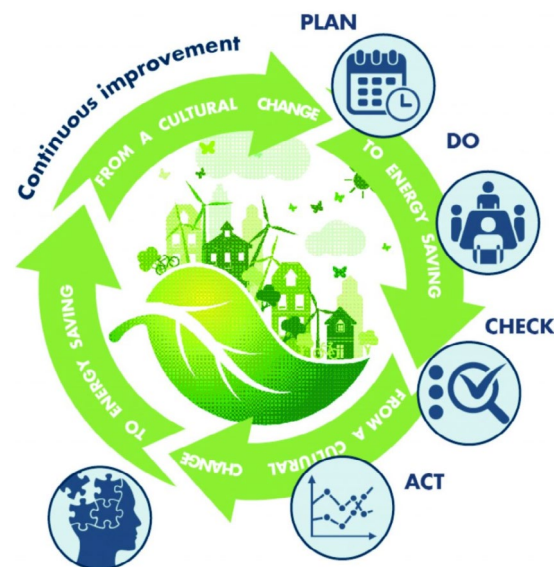 PLAN
Continuous improvement
FROM A CULTURAL CHANGE
TO ENERGY SAVING
DO
CHECK
FROM A CULTURAL CHANGE
ACT
TO ENERGY SAVING